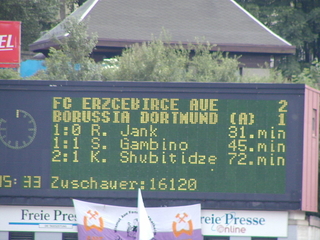 FC ERZGEBIRGE AUE 2
BORUSSIA DORTMUND (A) 1
1:0 R. Jank 31.min
1:1 S. Gambino 45.min
2:1 K. Shubitidze 72.min
15:33 Zuschauer:16120
Freie Presse
Freie Presse
Online